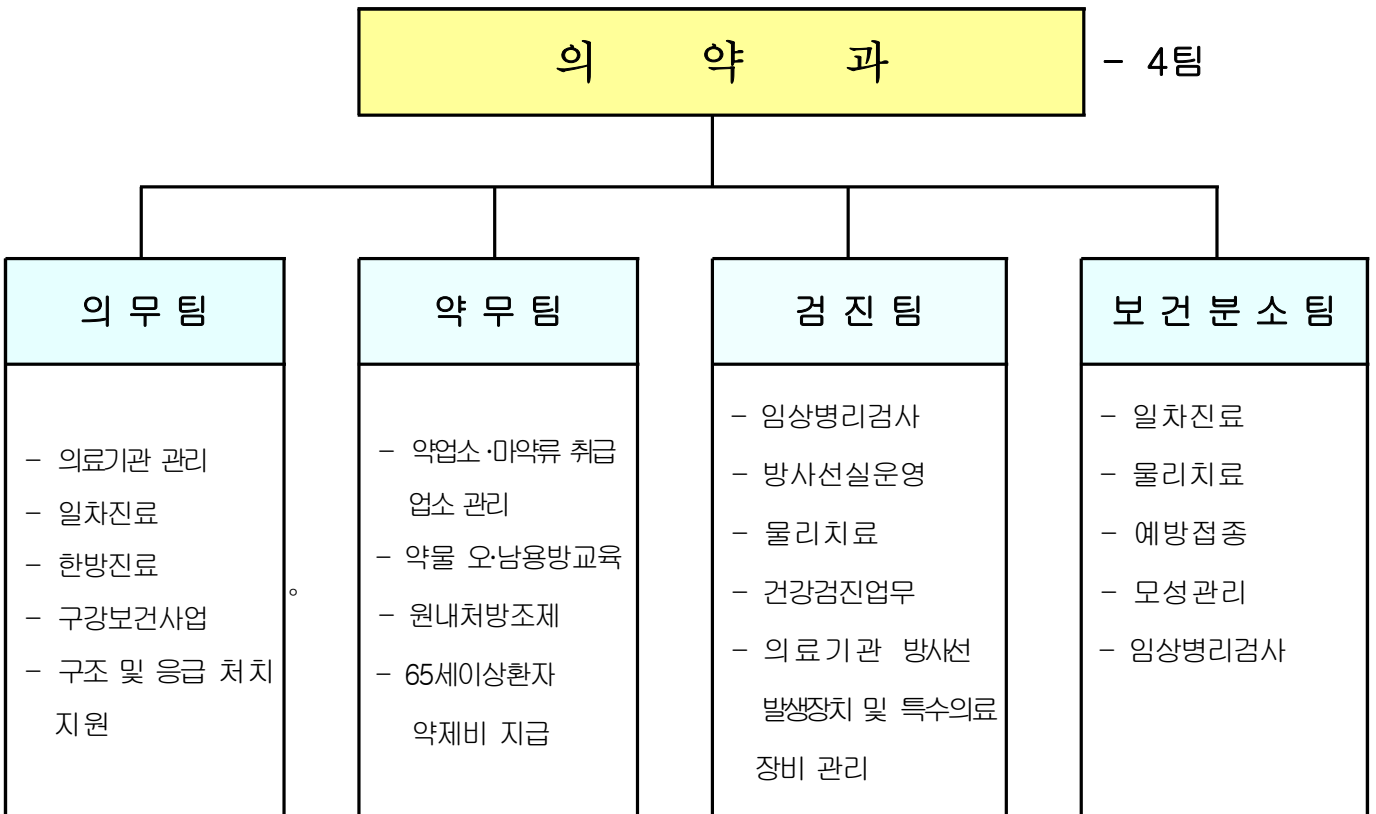 의 약 과
- 4팀
의 무 팀
- 의료기관 관리
- 일차진료
- 한방진료
- 구강보건사업
- 구조 및 응급 처치
지원
。
약 무 팀
- 약업소·마약류 취급
업소 관리
- 약물 오·남용방교육
- 원내처방조제
- 65세이상환자
약제비 지급
검 진 팀
- 임상병리검사
- 방사선실운영
- 물리치료
- 건강검진업무
- 의료기관 방사선
발생장치 및 특수의료
장비 관리
보 건 분 소 팀
- 일차진료
- 물리치료
- 예방접종
- 모성관리
- 임상병리검사